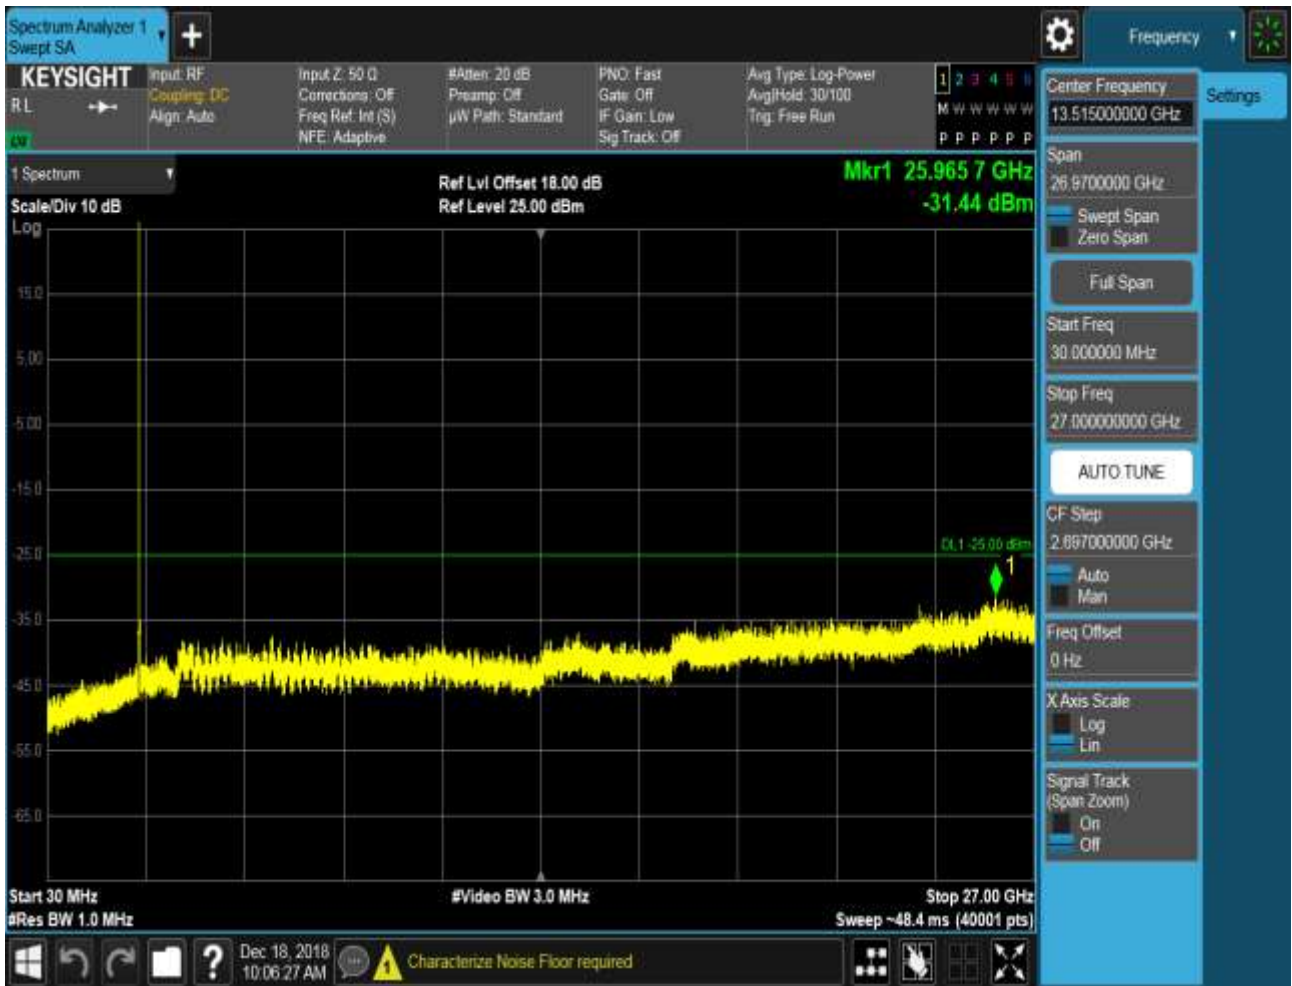 Spectrum Analyzer 1
Swept SA
+
Frequency
KEYSIGHT
RL
Input: RF
Coupling: DC
Align: Auto
Input Z: 50 Ω
Corrections: Off
Freq Ref: Int (S)
NFE: Adaptive
#Atten: 20 dB
Preamp: Off
µW Path: Standard
PNO: Fast
Gate: Off
IF Gain: Low
Sig Track: Off
Avg Type: Log-Power
Avg|Hold: 30/100
Trig: Free Run
1 2 3 4 5 6
M W W W W W
P P P P P P
1 Spectrum
Scale/Div 10 dB
Log
Ref Lvl Offset 18.00 dB
Ref Level 25.00 dBm
Mkr1 25.965 7 GHz
-31.44 dBm
15.0
5.00
-5.00
-15.0
-25.0
-35.0
-45.0
-55.0
-65.0
DL1 -25.00 dBm
1
Start 30 MHz
#Res BW 1.0 MHz
#Video BW 3.0 MHz
Stop 27.00 GHz
Sweep ~48.4 ms (40001 pts)
Center Frequency
13.515000000 GHz
Settings
Span
26.9700000 GHz
Swept Span
Zero Span
Full Span
Start Freq
30.000000 MHz
Stop Freq
27.000000000 GHz
AUTO TUNE
CF Step
2.697000000 GHz
Auto
Man
Freq Offset
0 Hz
X Axis Scale
Log
Lin
Signal Track
(Span Zoom)
On
Off
?
Dec 18, 2018
10:06:27 AM
1
Characterize Noise Floor required